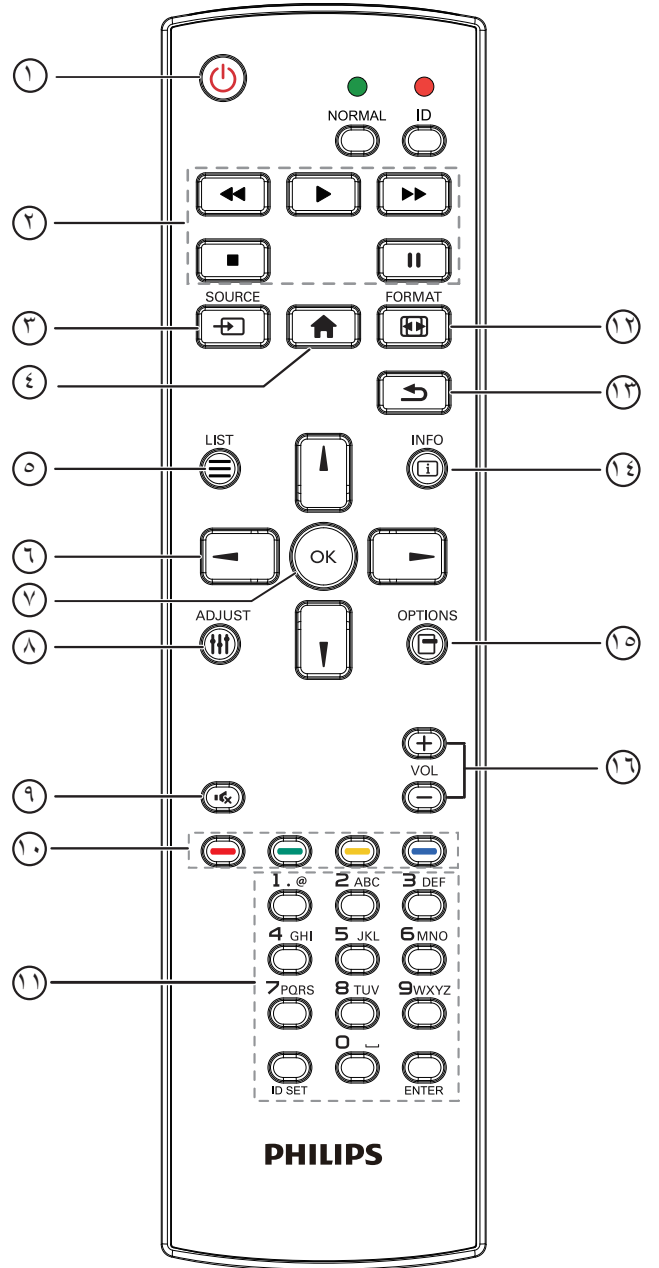 ١
NORMAL ID
٢
SOURCE FORMAT
٣ ١٢
٤ ١٣
LIST INFO
٥ ١٤
٦ OK
٧
ADJUST OPTIONS
٨ ١٥
VOL
٩ ١٦
١٠
1.@ 2 ABC 3 DEF
4 GHI 5 JKL 6 MNO
١١ 7 PQRS 8 TUV 9 WXYZ
0 ⎵
ID SET ENTER
PHILIPS